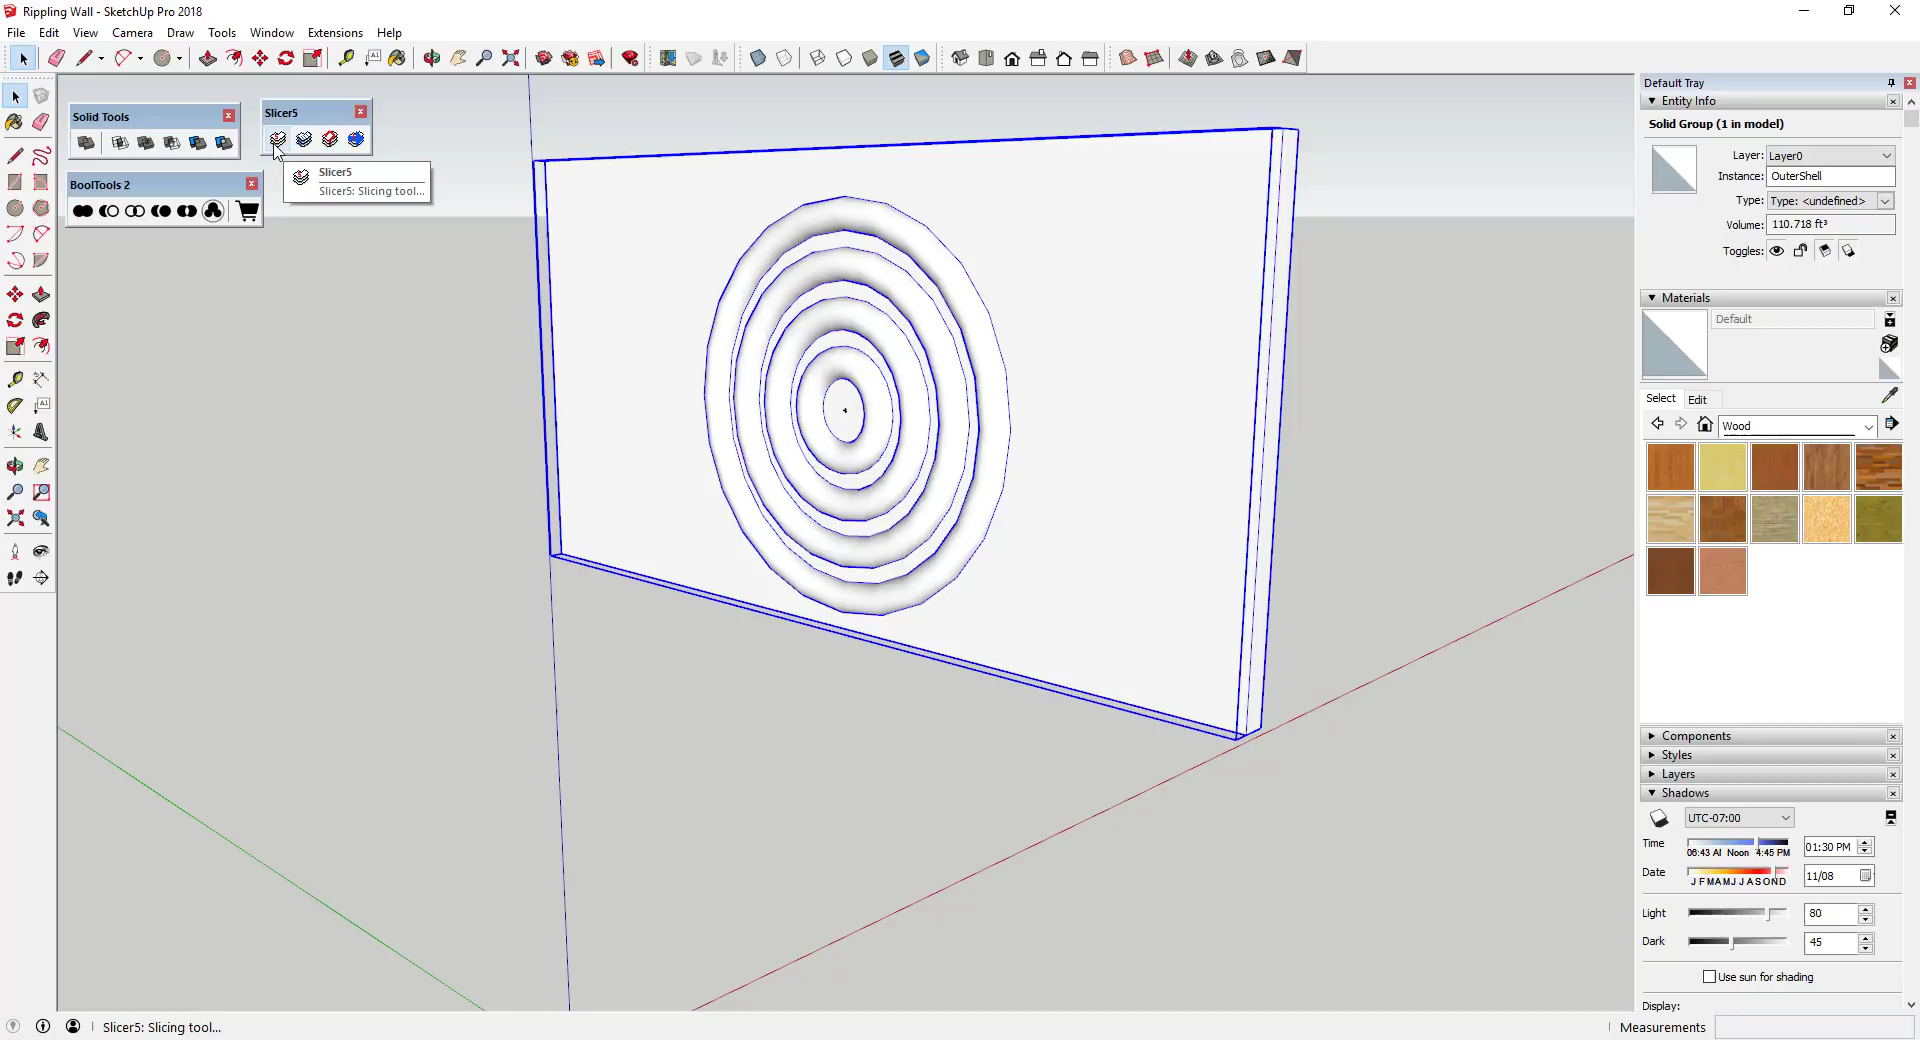 Rippling Wall - SketchUp Pro 2018
File Edit View Camera Draw Tools Window Extensions Help
Solid Tools
Slicer5
Slicer5
Slicer5: Slicing tool...
BoolTools 2
Default Tray
Entity Info
Solid Group (1 in model)
Layer: Layer0
Instance: OuterShell
Type: Type: <undefined>
Volume: 110.718 ft³
Toggles:
Materials
Default
Select Edit
Wood
Components
Styles
Layers
Shadows
UTC-07:00
Time 06:43 AI Noon 4:45 PM 01:30 PM
Date J F M A M J J A S O N D 11/08
Light 80
Dark 45
Use sun for shading
Display:
Slicer5: Slicing tool...
Measurements